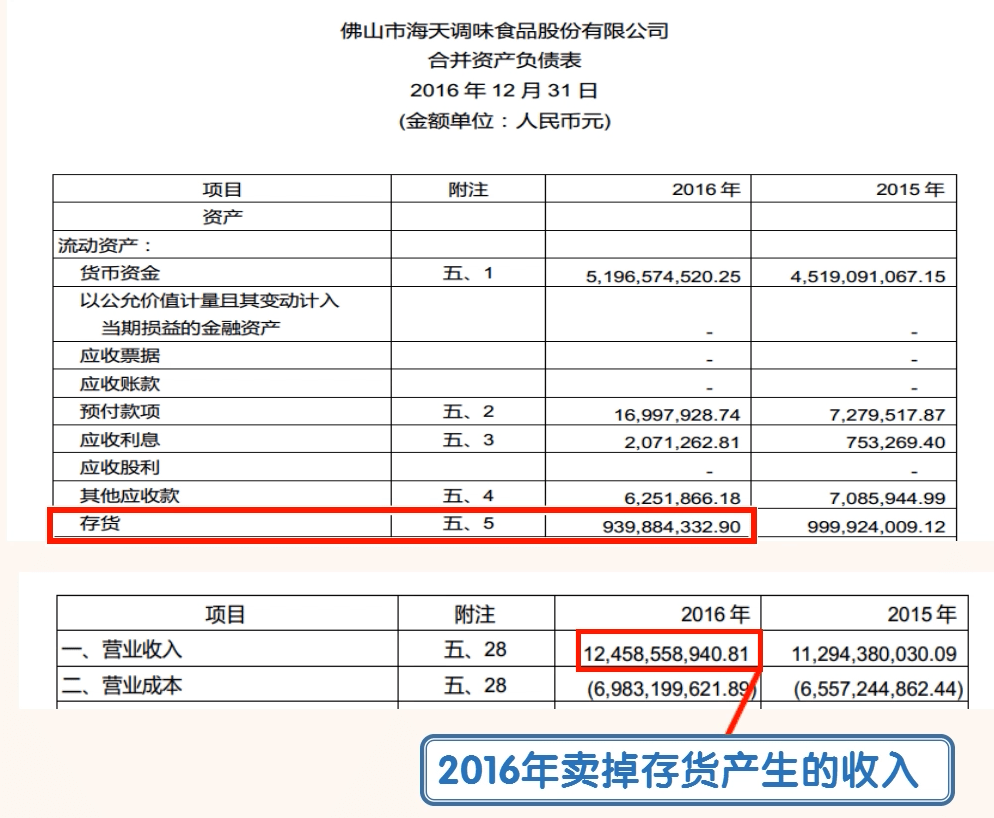 佛山市海天调味食品股份有限公司
合并资产负债表
2016 年 12 月 31 日
(金额单位：人民币元)
项目 附注 2016 年 2015 年
资产
流动资产：
货币资金 五、1 5,196,574,520.25 4,519,091,067.15
以公允价值计量且其变动计入
当期损益的金融资产 - -
应收票据 - -
应收账款 - -
预付款项 五、2 16,997,928.74 7,279,517.87
应收利息 五、3 2,071,262.81 753,269.40
应收股利 - -
其他应收款 五、4 6,251,866.18 7,085,944.99
存货 五、5 939,884,332.90 999,924,009.12
项目 附注 2016 年 2015 年
一、营业收入 五、28 12,458,558,940.81 11,294,380,030.09
二、营业成本 五、28 (6,983,199,621.89) (6,557,244,862.44)
2016年卖掉存货产生的收入